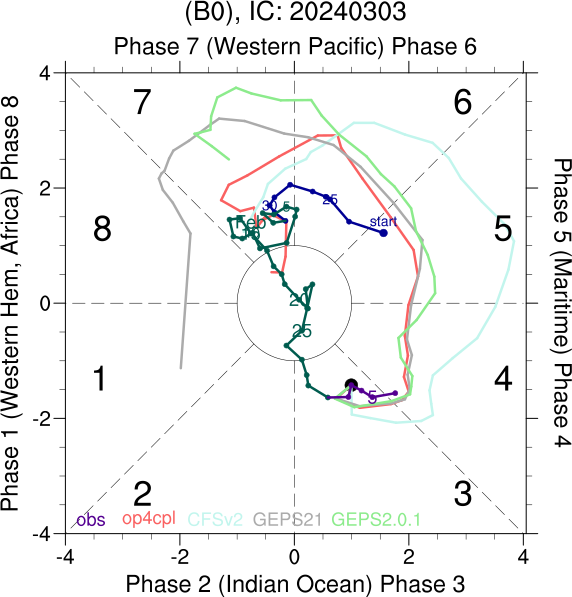 (B0), IC: 20240303
Phase 7 (Western Pacific) Phase 6
4
7
6
2
30
5
25
start
Feb
10
8
5
0
20
25
1
4
5
-2
2
3
obs op4cpl CFSv2 GEPS21 GEPS2.0.1
-4
-4 -2 0 2 4
Phase 2 (Indian Ocean) Phase 3
Phase 1 (Western Hem, Africa) Phase 8
Phase 5 (Maritime) Phase 4